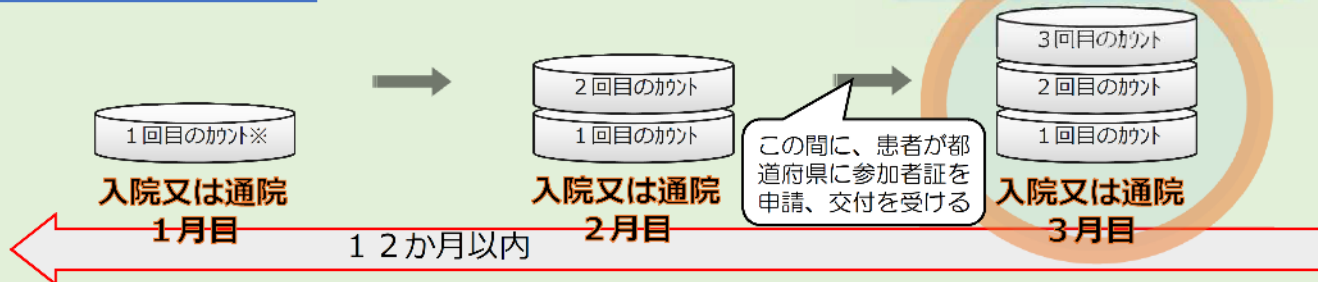 3回目のカウント
2回目のカウント
2回目のカウント
1回目のカウント※
1回目のカウント
1回目のカウント
この間に、患者が都
道府県に参加者証を
申請、交付を受ける
入院又は通院
1月目
入院又は通院
2月目
入院又は通院
3月目
12か月以内